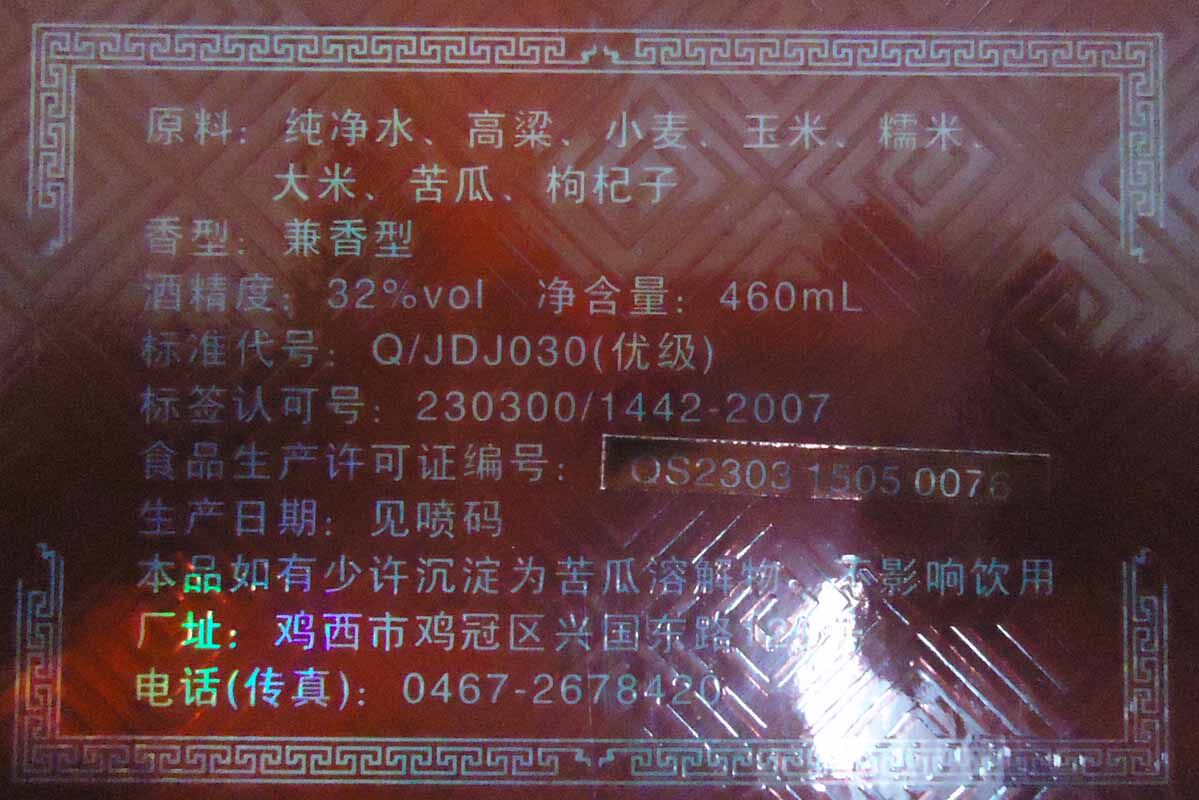 原料：纯净水、高粱、小麦、玉米、糯米、
大米、苦瓜、枸杞子
香型：兼香型
酒精度：32%vol 净含量：460mL
标准代号：Q/JDJ030(优级)
标签认可号：230300/1442-2007
食品生产许可证编号：QS2303 1505 0076
生产日期：见喷码
本品如有少许沉淀为苦瓜溶解物、不影响饮用
厂址：鸡西市鸡冠区兴国东路
电话(传真)：0467-2678420